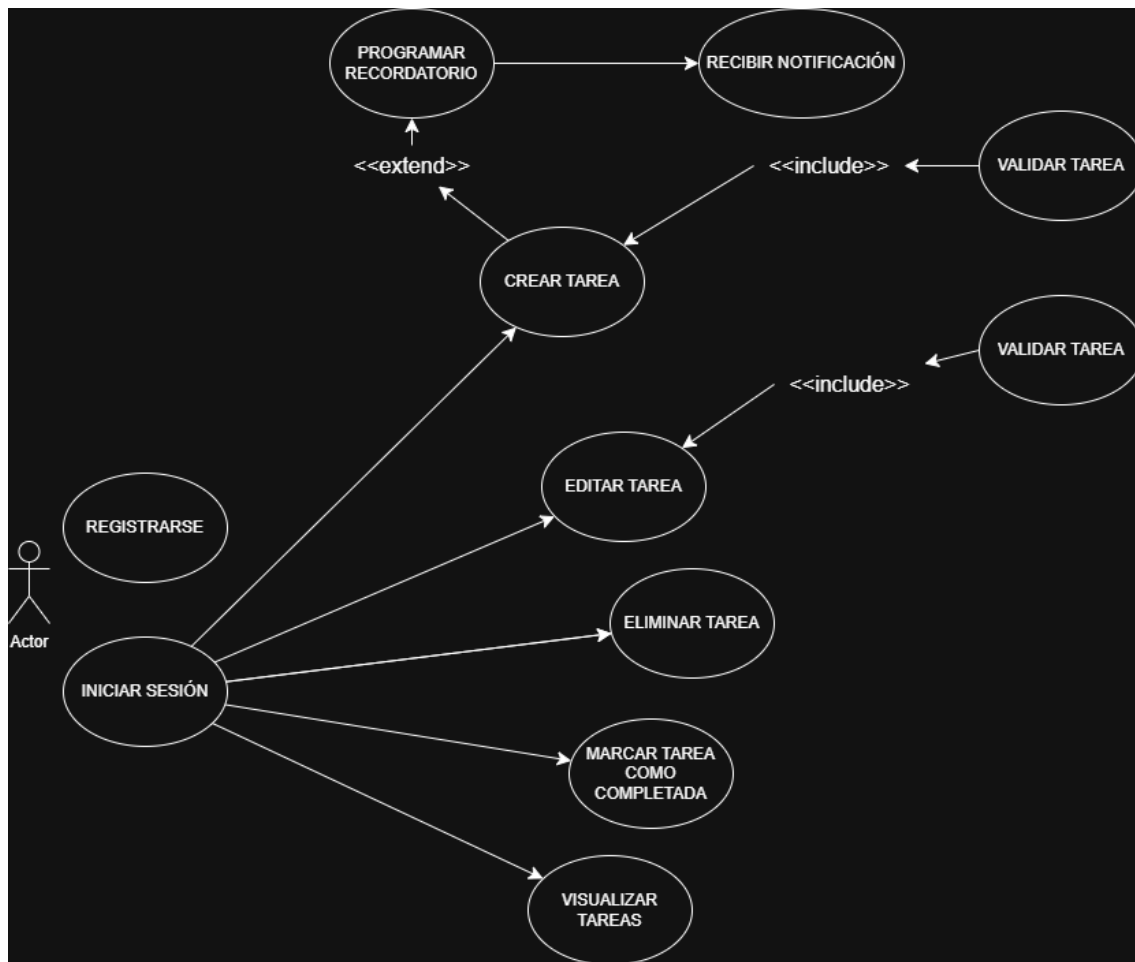 PROGRAMAR
RECORDATORIO
RECIBIR NOTIFICACIÓN
<<extend>>
<<include>>
VALIDAR TAREA
CREAR TAREA
VALIDAR TAREA
<<include>>
EDITAR TAREA
REGISTRARSE
Actor
ELIMINAR TAREA
INICIAR SESIÓN
MARCAR TAREA
COMO
COMPLETADA
VISUALIZAR
TAREAS